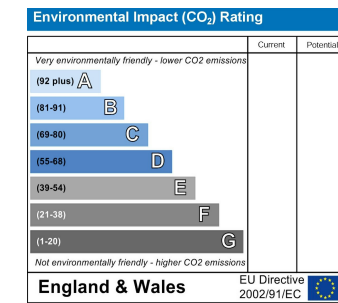 Environmental Impact (CO₂) Rating
Current Potential
Very environmentally friendly - lower CO2 emissions
(92 plus) A
(81-91) B
(69-80) C
(55-68) D
(39-54) E
(21-38) F
(1-20) G
Not environmentally friendly - higher CO2 emissions
England & Wales
EU Directive
2002/91/EC